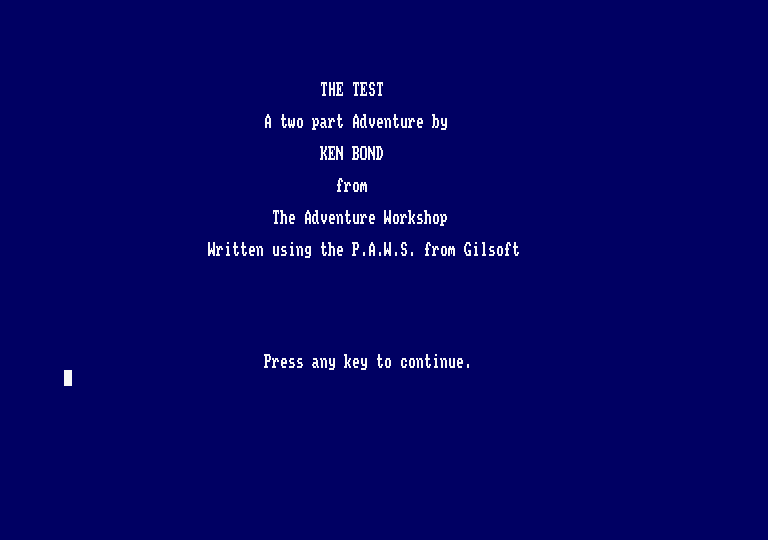 THE TEST
A two part Adventure by
KEN BOND
from
The Adventure Workshop
Written using the P.A.W.S. from Gilsoft
Press any key to continue.